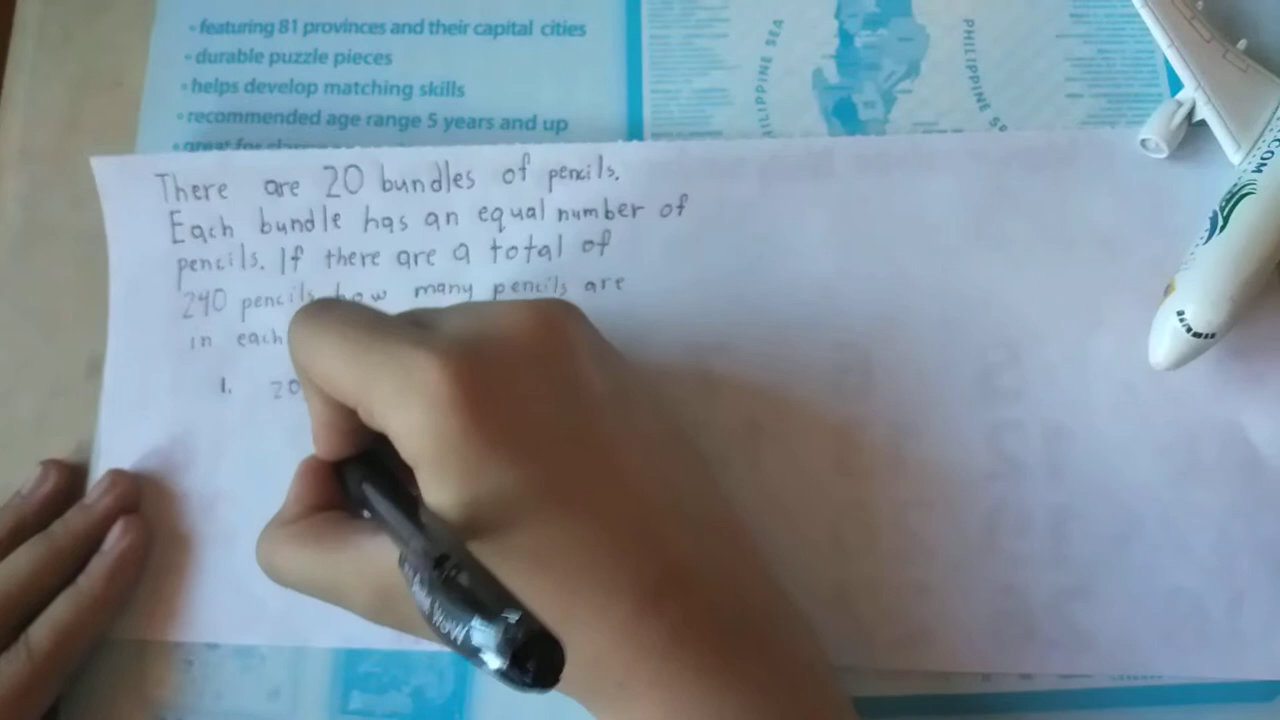 • featuring 81 provinces and their capital cities
• durable puzzle pieces
• helps develop matching skills
• recommended age range 5 years and up
PHILIPPINE
ILIPPINE SEA
.COM
There are 20 bundles of pencils.
Each bundle has an equal number of
pencils. If there are a total of
240 pencils how many pencils are
in each
1. 20